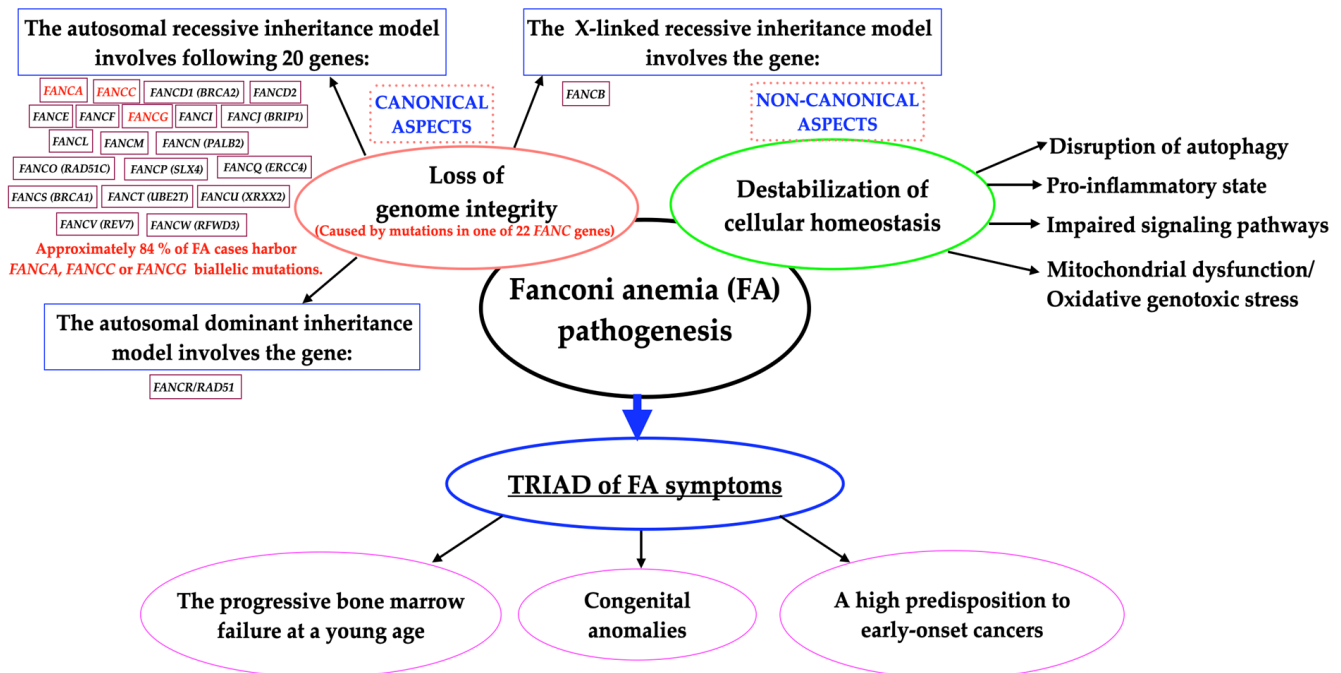 The autosomal recessive inheritance model
involves following 20 genes:
FANCA FANCC FANCD1 (BRCA2) FANCD2
FANCE FANCF FANCG FANCI FANCJ (BRIP1)
FANCL FANCM FANCN (PALB2)
FANCO (RAD51C) FANCP (SLX4) FANCQ (ERCC4)
FANCS (BRCA1) FANCT (UBE2T) FANCU (XRXX2)
FANCV (REV7) FANCW (RFWD3)
Approximately 84 % of FA cases harbor
FANCA, FANCC or FANCG biallelic mutations.
The X-linked recessive inheritance model
involves the gene:
FANCB
CANONICAL
ASPECTS
NON-CANONICAL
ASPECTS
Loss of
genome integrity
(Caused by mutations in one of 22 FANC genes)
Destabilization of
cellular homeostasis
Disruption of autophagy
Pro-inflammatory state
Impaired signaling pathways
Mitochondrial dysfunction/
Oxidative genotoxic stress
The autosomal dominant inheritance
model involves the gene:
FANCR/RAD51
Fanconi anemia (FA)
pathogenesis
TRIAD of FA symptoms
The progressive bone marrow
failure at a young age
Congenital
anomalies
A high predisposition to
early-onset cancers